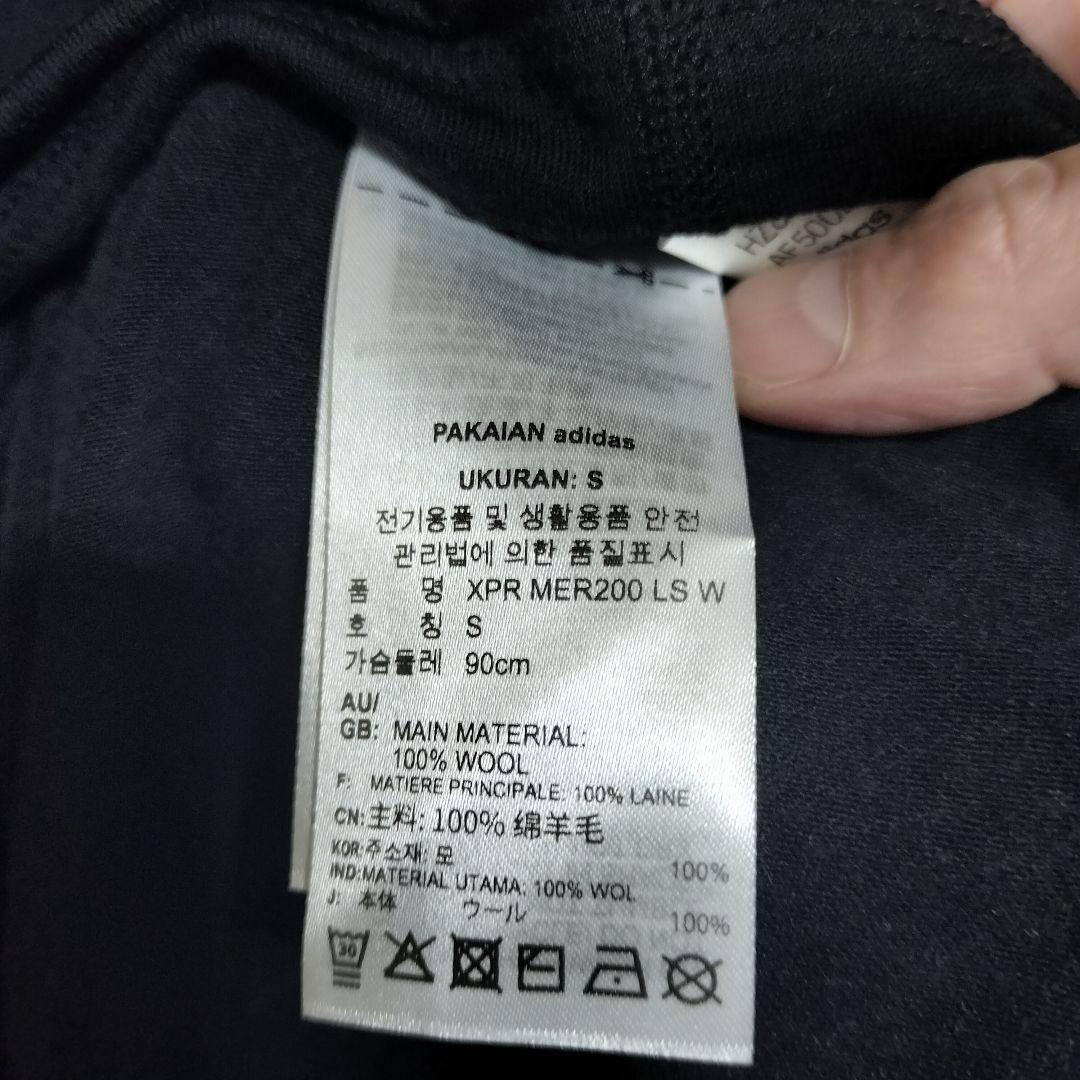 PAKAIAN adidas
UKURAN: S
전기용품 및 생활용품 안전
관리법에 의한 품질표시
품 명 XPR MER200 LS W
호 칭 S
가슴둘레 90cm
AU/
GB: MAIN MATERIAL:
100% WOOL
F: MATIERE PRINCIPALE: 100% LAINE
CN: 主料: 100% 绵羊毛
KOR: 주소재: 모 100%
IND:MATERIAL UTAMA: 100% WOL
J: 本体 ウール 100%
30